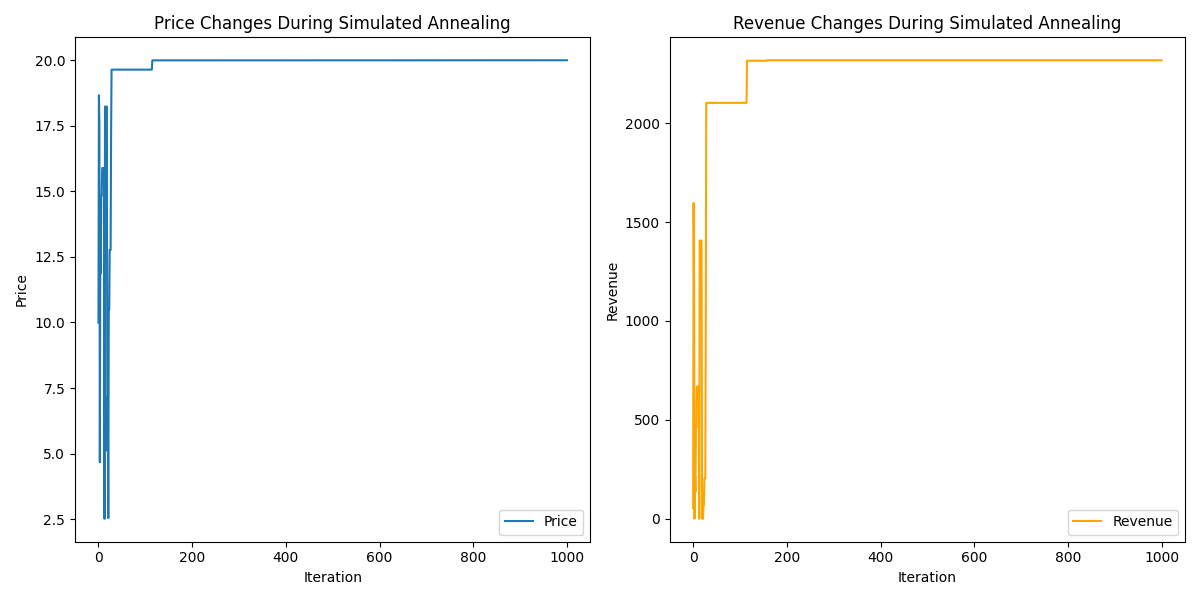 Price Changes During Simulated Annealing
20.0
17.5
15.0
12.5
10.0
7.5
5.0
2.5
Price
0 200 400 600 800 1000
Iteration
Price
Revenue Changes During Simulated Annealing
2000
1500
1000
500
0
Revenue
0 200 400 600 800 1000
Iteration
Revenue